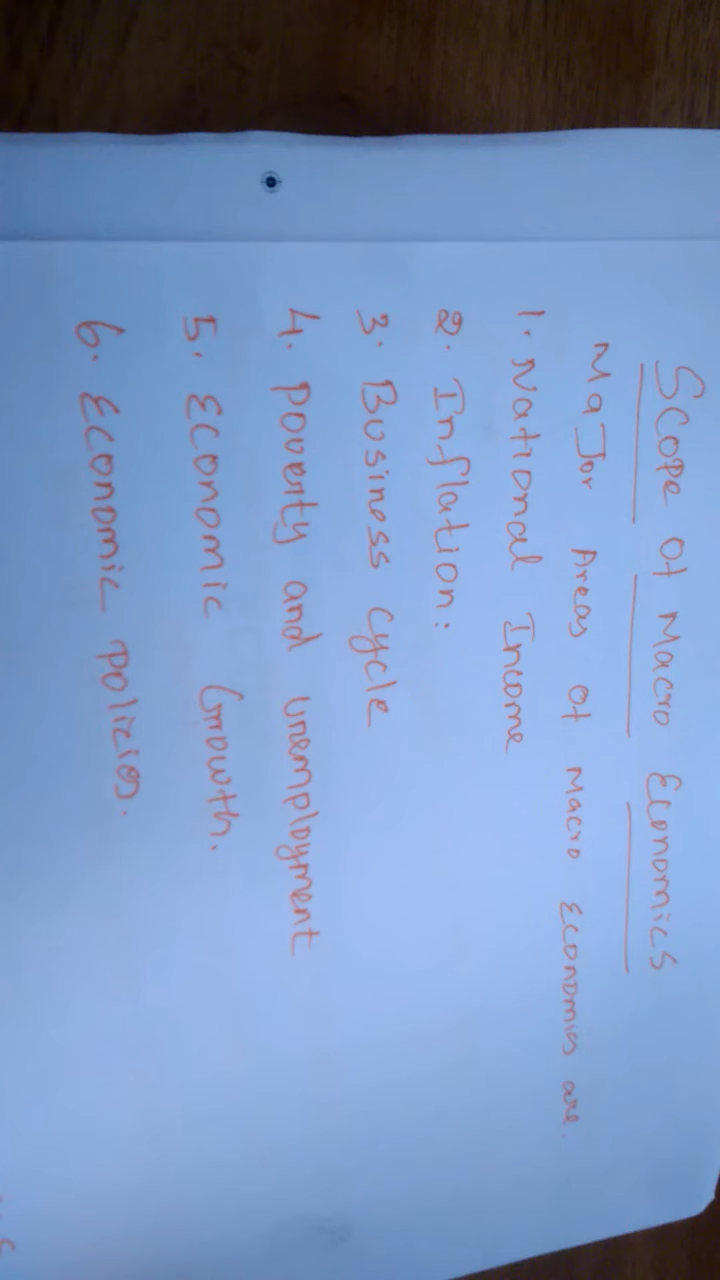 Scope of Macro Economics
MaJor Areas of Macro Economics are.
1. National Income
2. Inflation:
3. Business cycle
4. Poverty and unemployment
5. Economic Growth.
6. Economic policies.